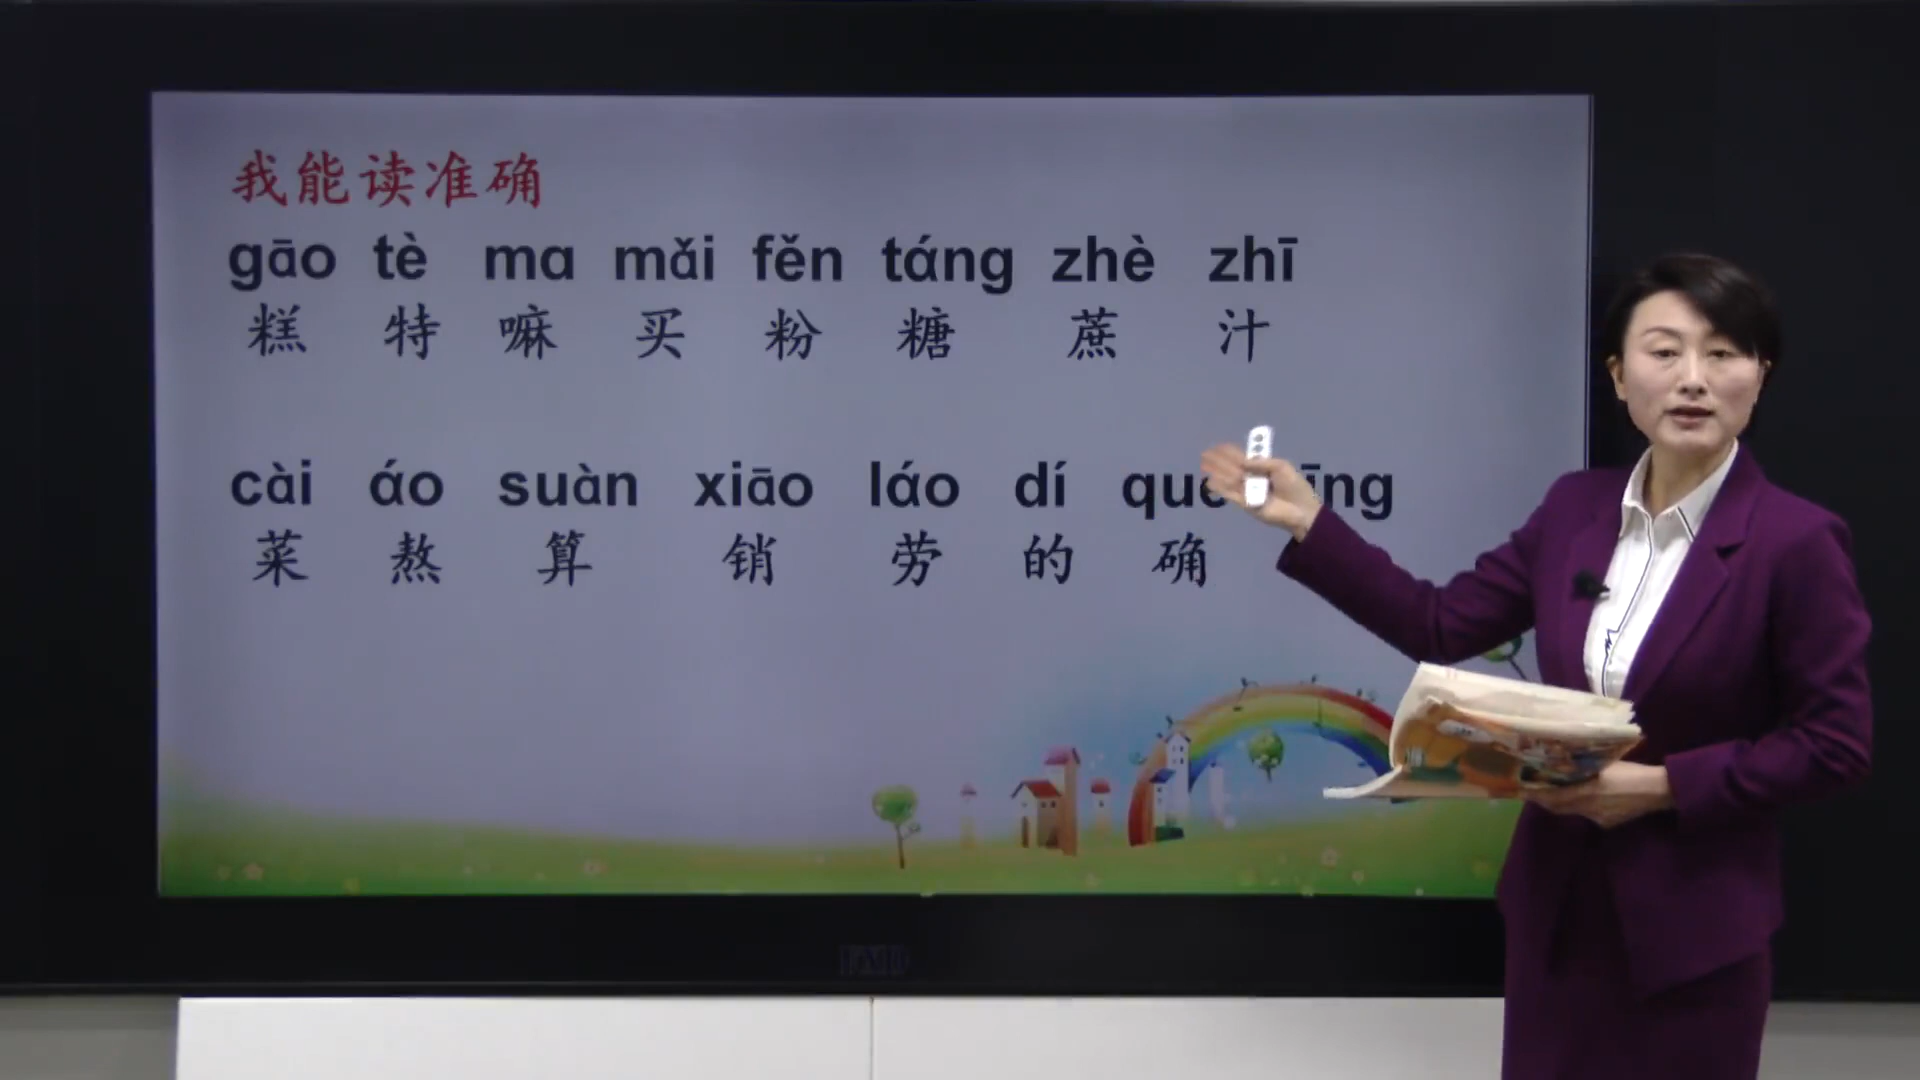 我能读准确
gāo tè ma mǎi fěn táng zhè zhī
糕 特 嘛 买 粉 糖 蔗 汁
cài áo suàn xiāo láo dí
菜 熬 算 销 劳 的 确